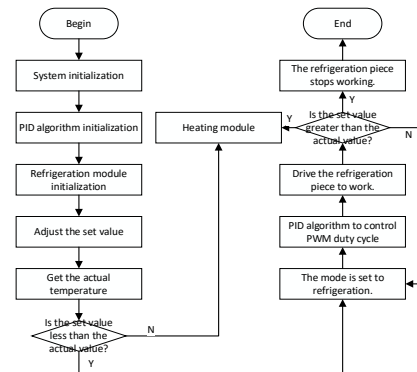 Begin
System initialization
PID algorithm initialization
Refrigeration module
initialization
Adjust the set value
Get the actual
temperature
Is the set value
less than the
actual value?
N
Y
Heating module
End
The refrigeration piece
stops working.
Y
Y
Is the set value
greater than the
actual value?
N
Drive the refrigeration
piece to work.
PID algorithm to control
PWM duty cycle
The mode is set to
refrigeration.